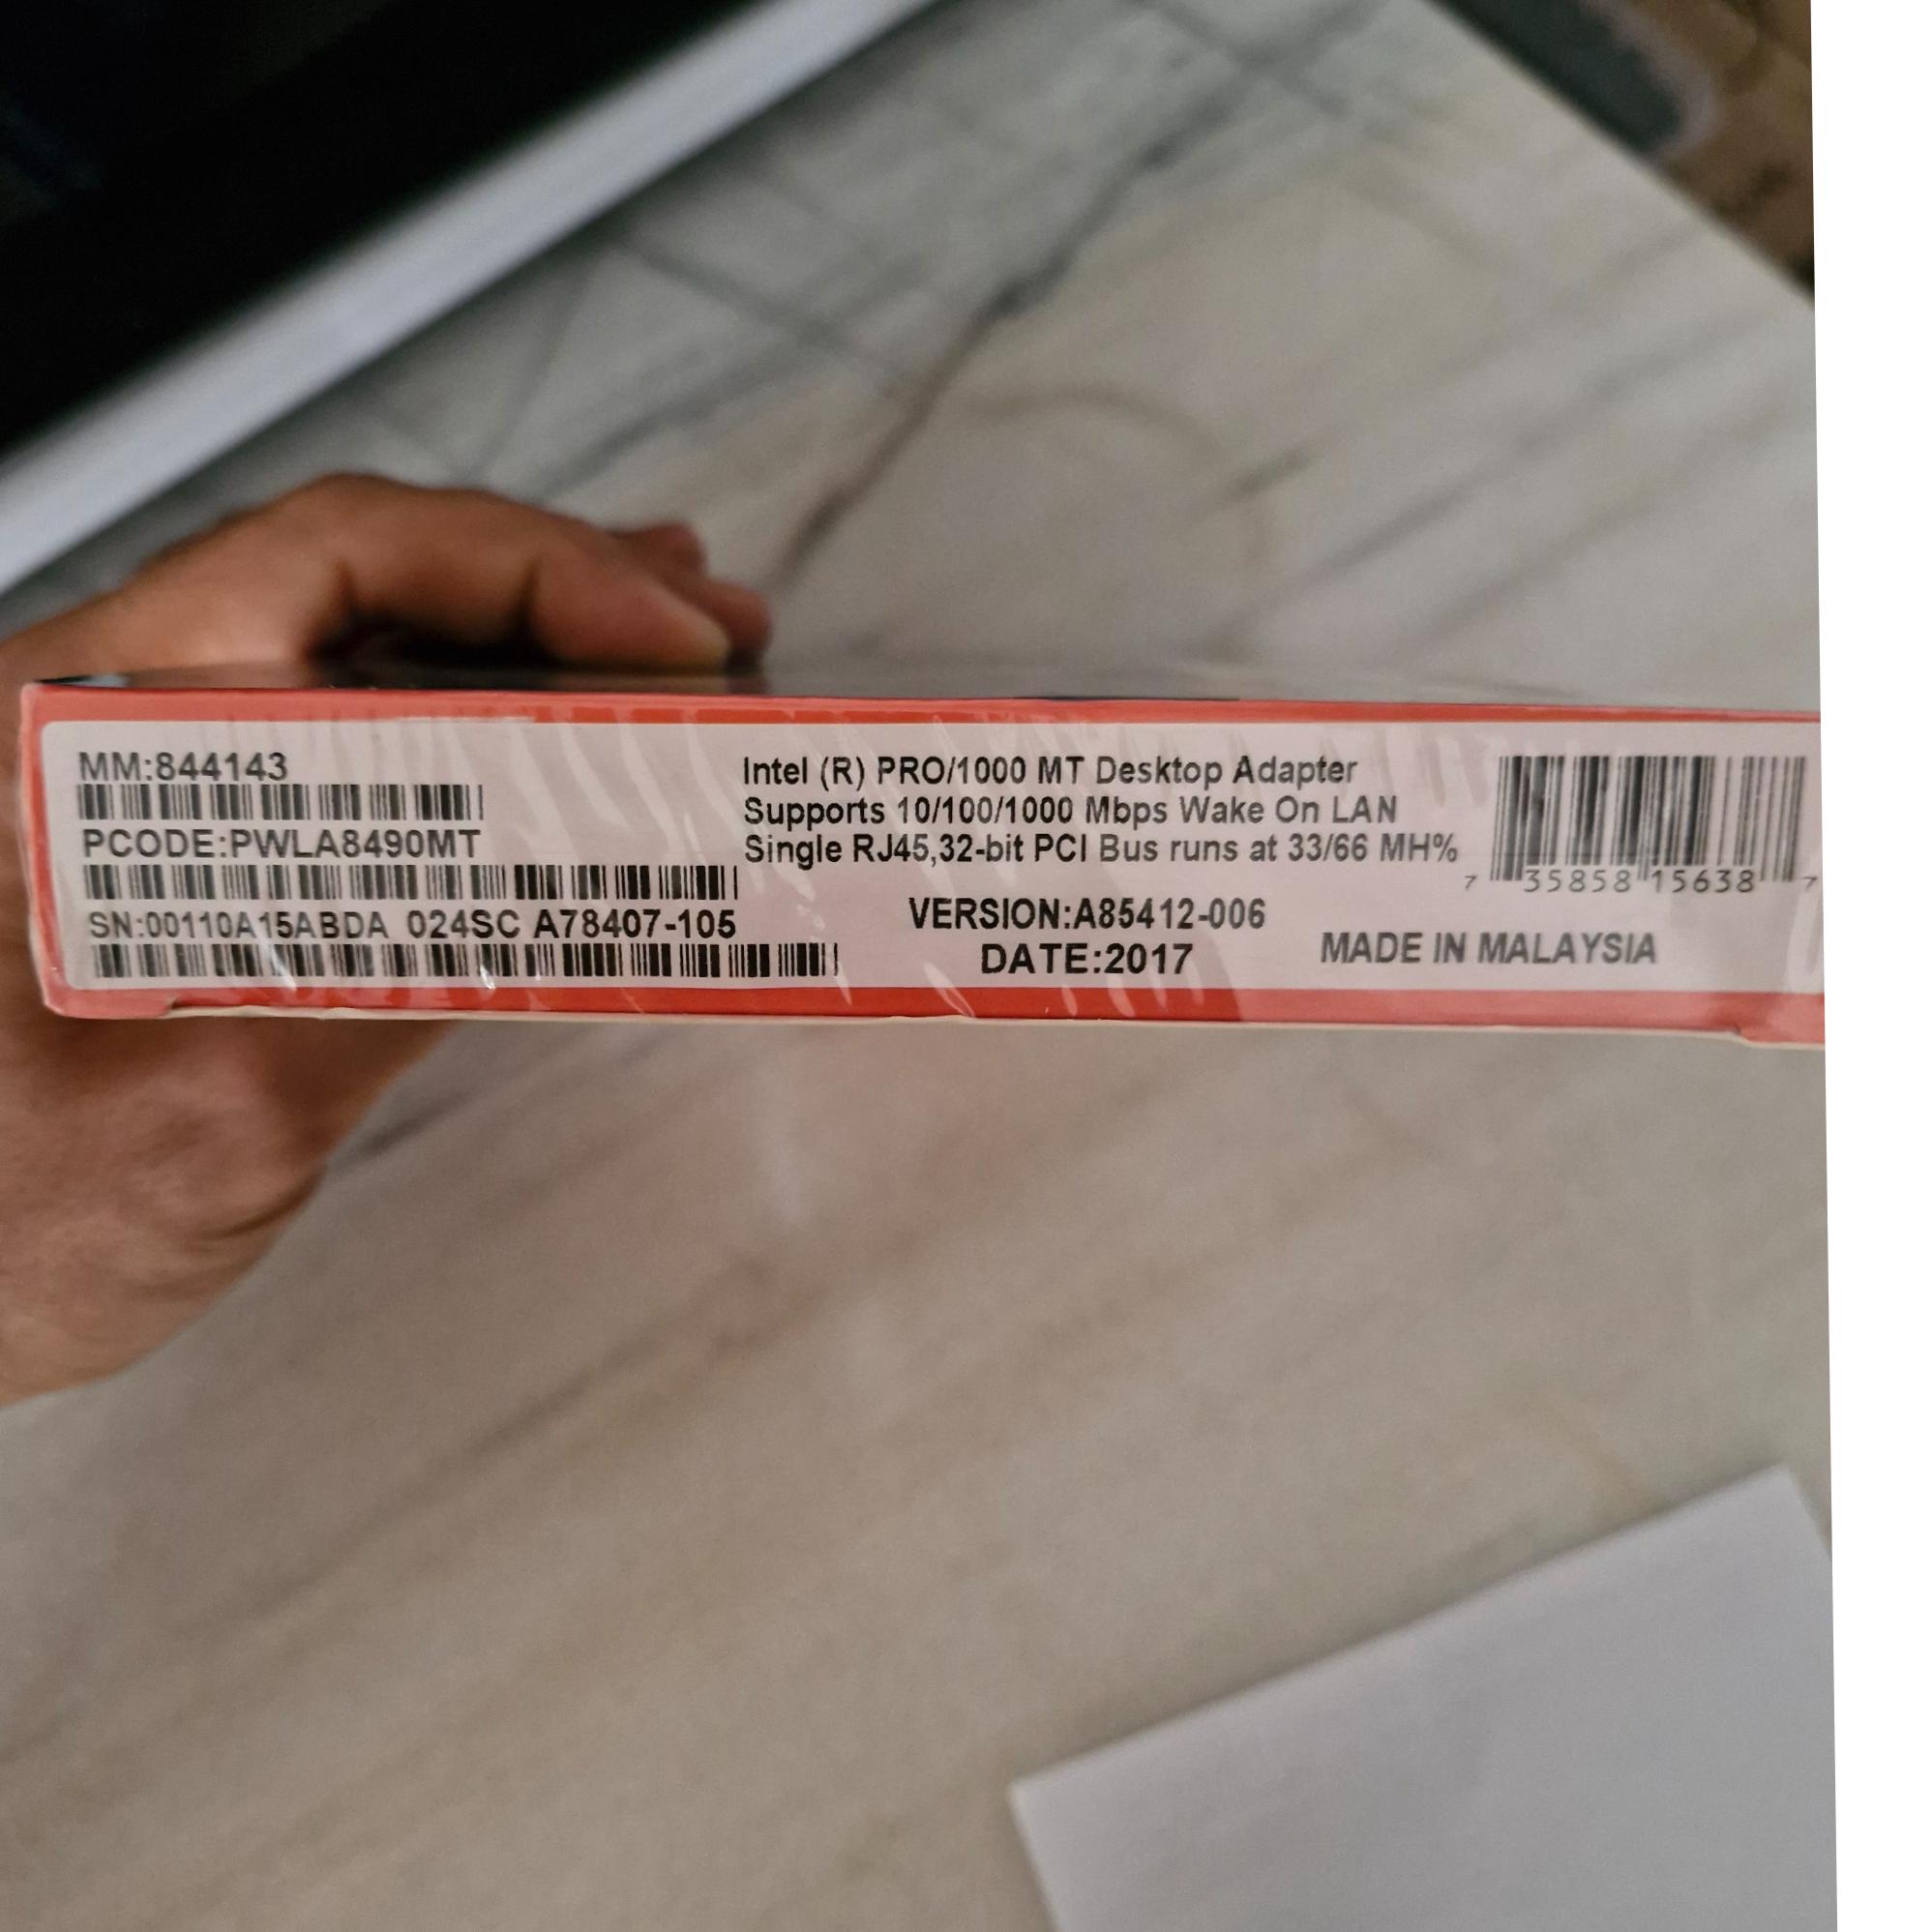 MM:844143
PCODE:PWLA8490MT
SN:00110A15ABDA 024SC A78407-105
Intel (R) PRO/1000 MT Desktop Adapter
Supports 10/100/1000 Mbps Wake On LAN
Single RJ45,32-bit PCI Bus runs at 33/66 MH%
VERSION:A85412-006
DATE:2017
7 35858 15638 7
MADE IN MALAYSIA